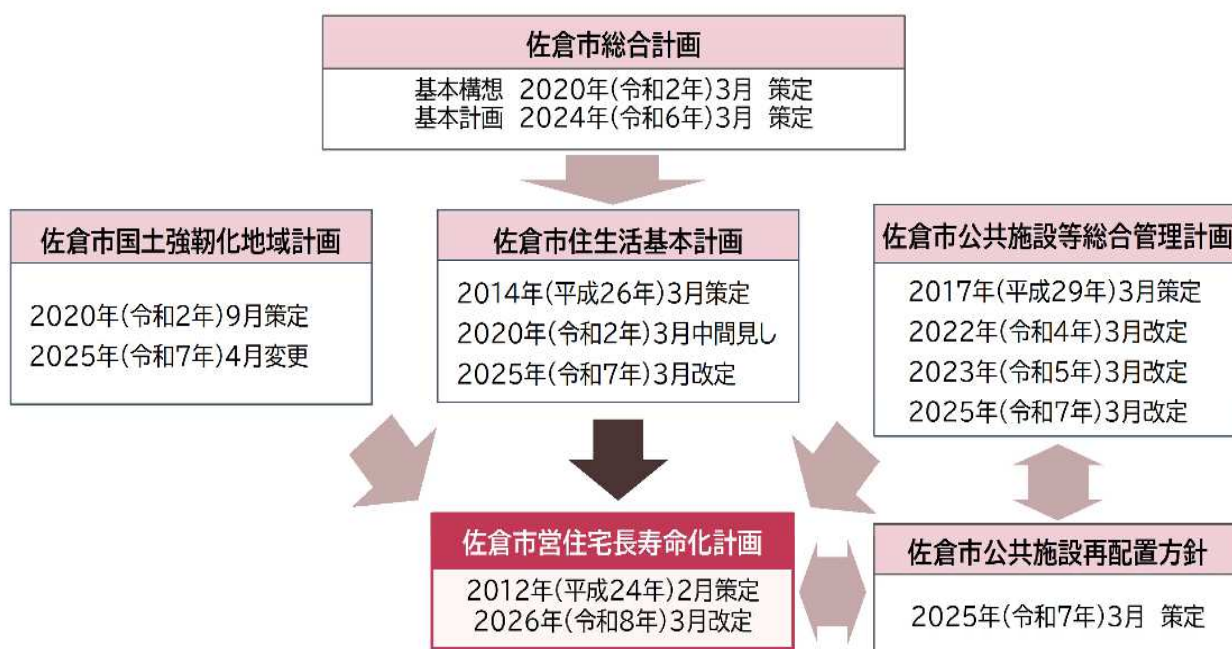 佐倉市総合計画
基本構想 2020年(令和2年)3月 策定
基本計画 2024年(令和6年)3月 策定
佐倉市国土強靭化地域計画
2020年(令和2年)9月策定
2025年(令和7年)4月変更
佐倉市住生活基本計画
2014年(平成26年)3月策定
2020年(令和2年)3月中間見し
2025年(令和7年)3月改定
佐倉市公共施設等総合管理計画
2017年(平成29年)3月策定
2022年(令和4年)3月改定
2023年(令和5年)3月改定
2025年(令和7年)3月改定
佐倉市営住宅長寿命化計画
2012年(平成24年)2月策定
2026年(令和8年)3月改定
佐倉市公共施設再配置方針
2025年(令和7年)3月 策定